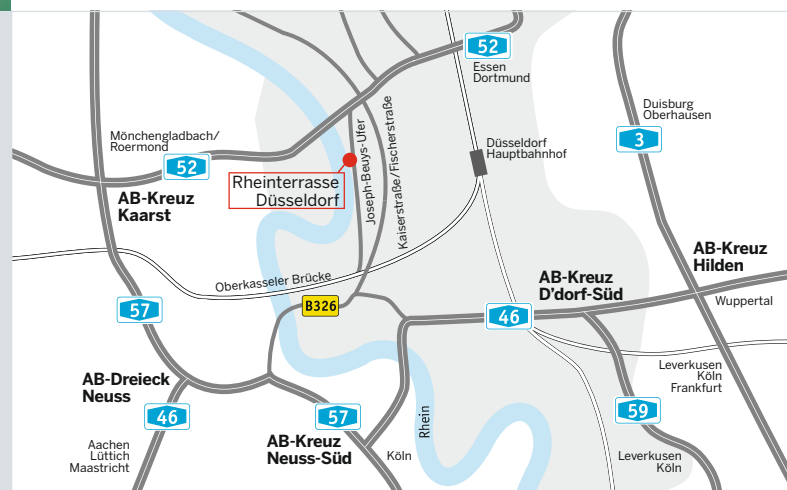 52
Essen
Dortmund
Duisburg
Oberhausen
3
Mönchengladbach/
Roermond
52
Düsseldorf
Hauptbahnhof
Joseph-Beuys-Ufer
Kaiserstraße/Fischerstraße
Rheinterrasse
Düsseldorf
AB-Kreuz
Kaarst
AB-Kreuz
Hilden
Oberkasseler Brücke
AB-Kreuz
D'dorf-Süd
Wuppertal
57
B326
46
Leverkusen
Köln
Frankfurt
AB-Dreieck
Neuss
46
57
59
Rhein
AB-Kreuz
Neuss-Süd
Köln
Aachen
Lüttich
Maastricht
Leverkusen
Köln